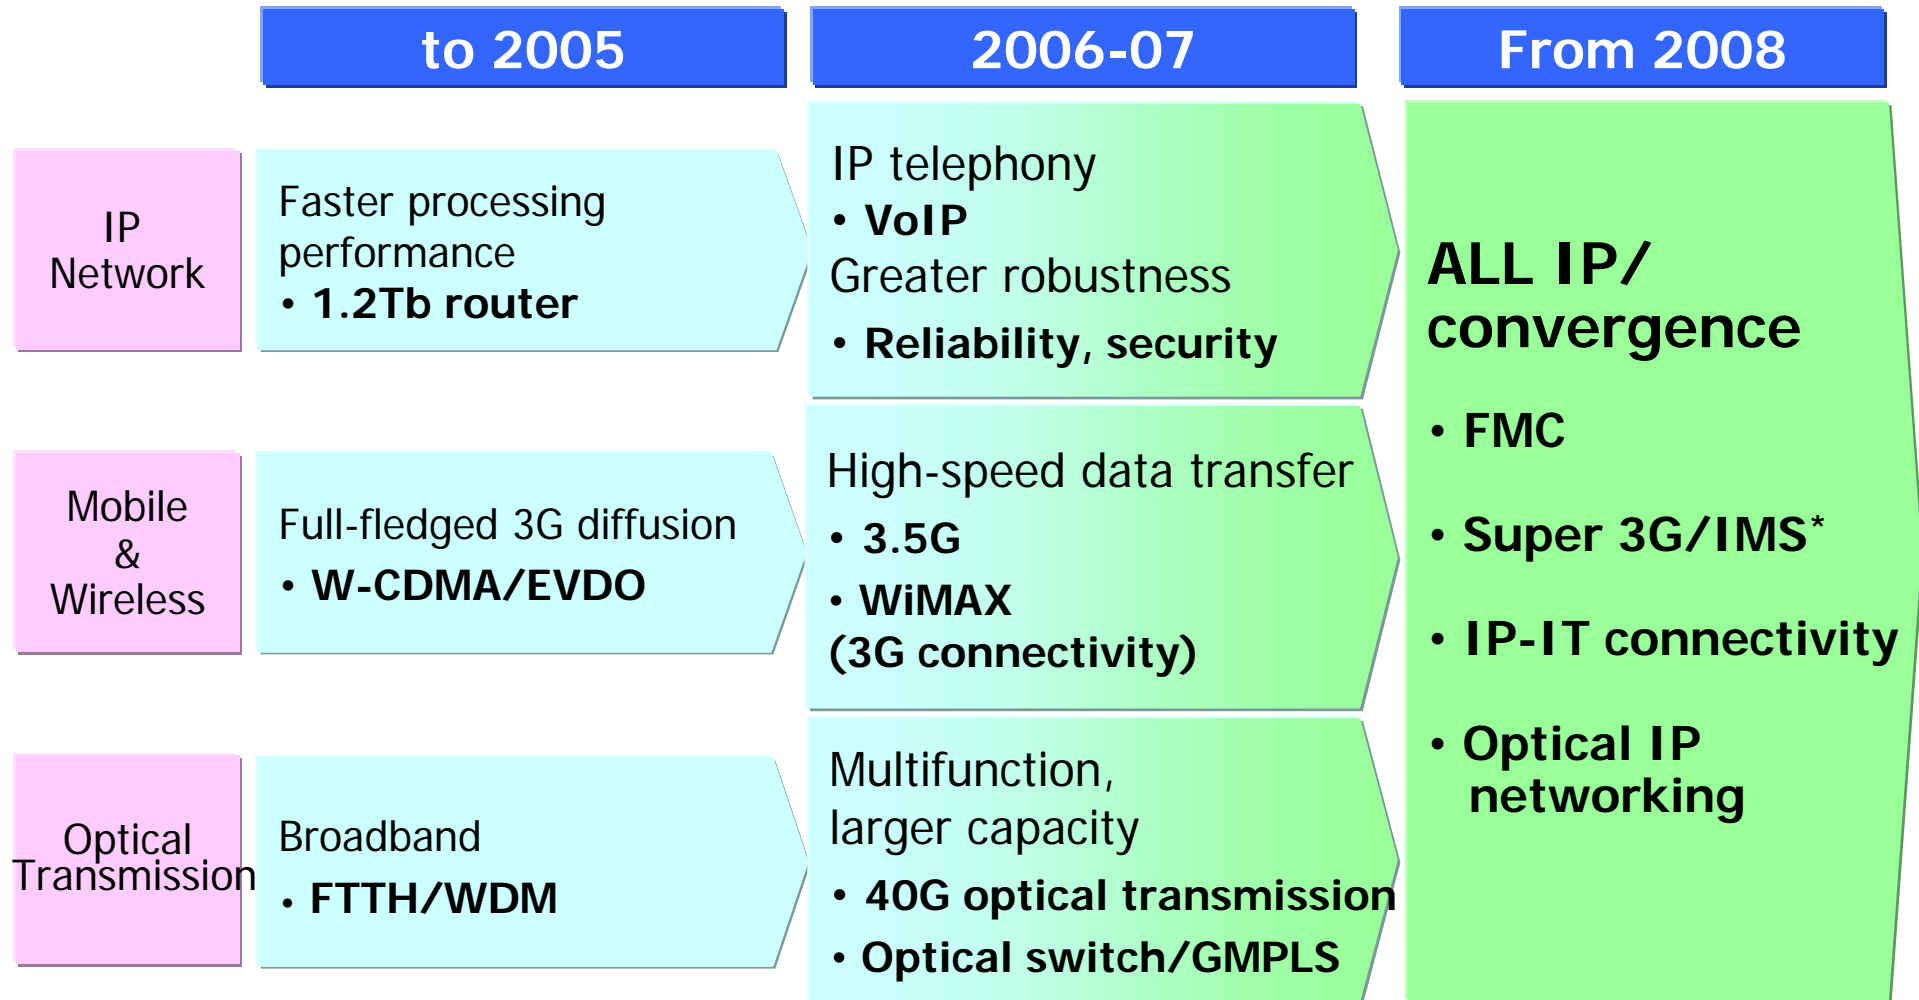 to 2005
2006-07
From 2008
IP
Network
Faster processing
performance
• 1.2Tb router
IP telephony
• VoIP
Greater robustness
• Reliability, security
Mobile
&
Wireless
Full-fledged 3G diffusion
• W-CDMA/EVDO
High-speed data transfer
• 3.5G
• WiMAX
(3G connectivity)
Optical
Transmission
Broadband
• FTTH/WDM
Multifunction,
larger capacity
• 40G optical transmission
• Optical switch/GMPLS
ALL IP/
convergence
• FMC
• Super 3G/IMS*
• IP-IT connectivity
• Optical IP
networking